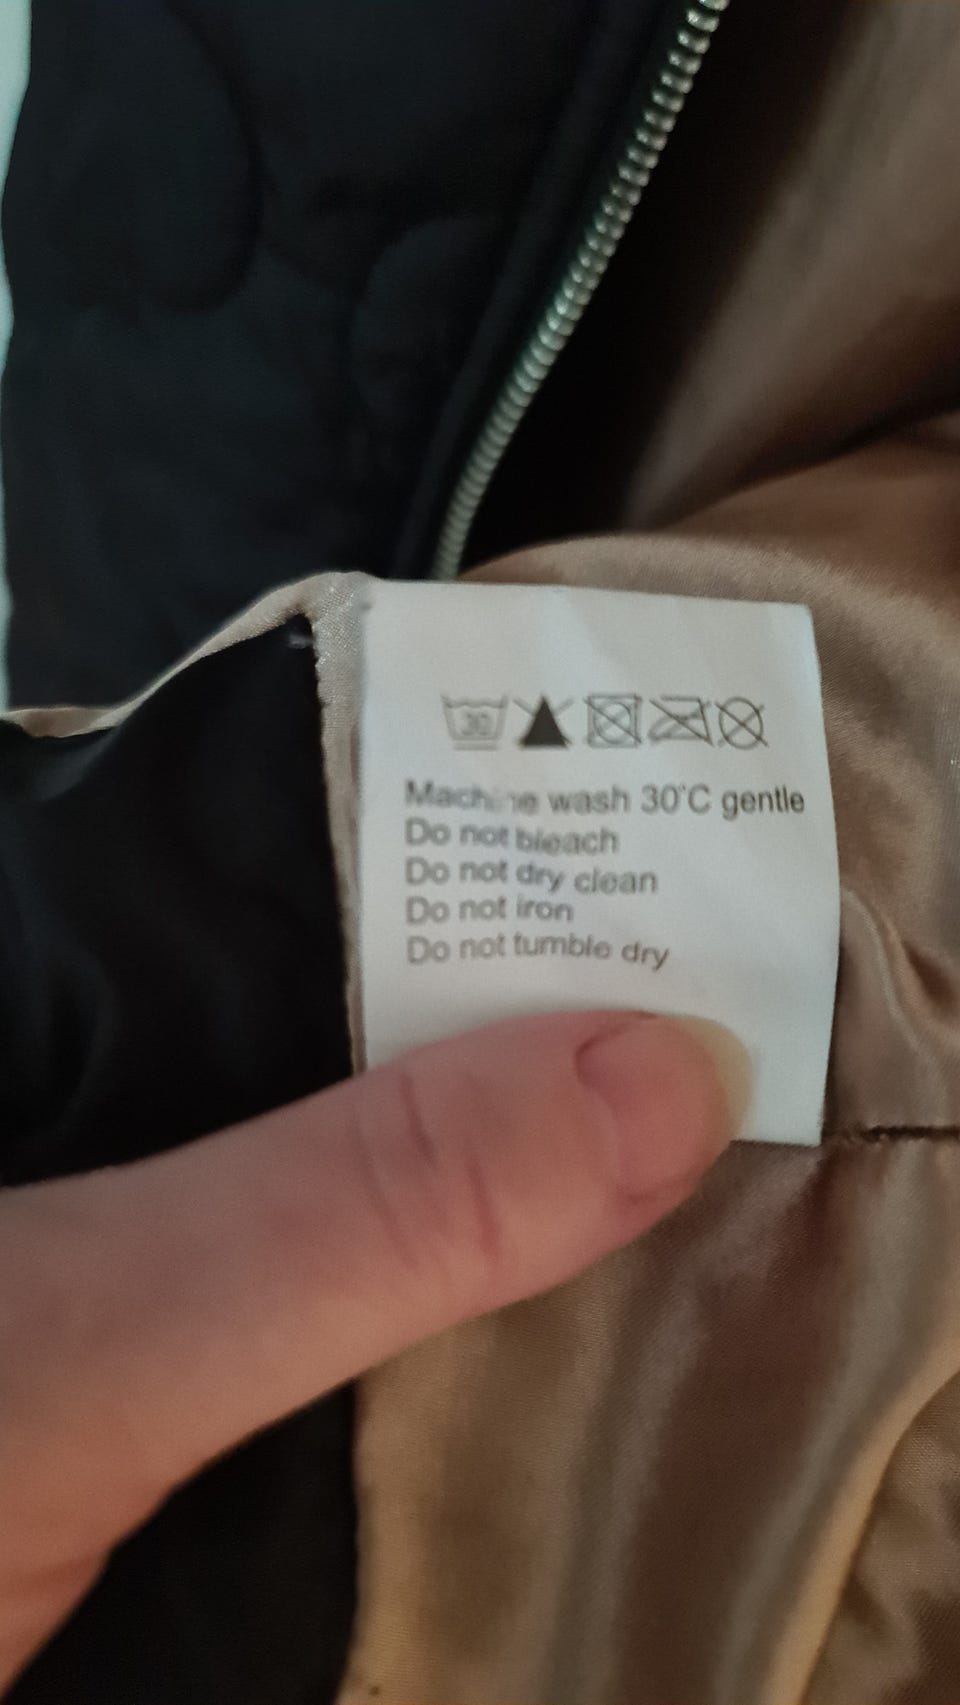 30
Machine wash 30°C gentle
Do not bleach
Do not dry clean
Do not iron
Do not tumble dry